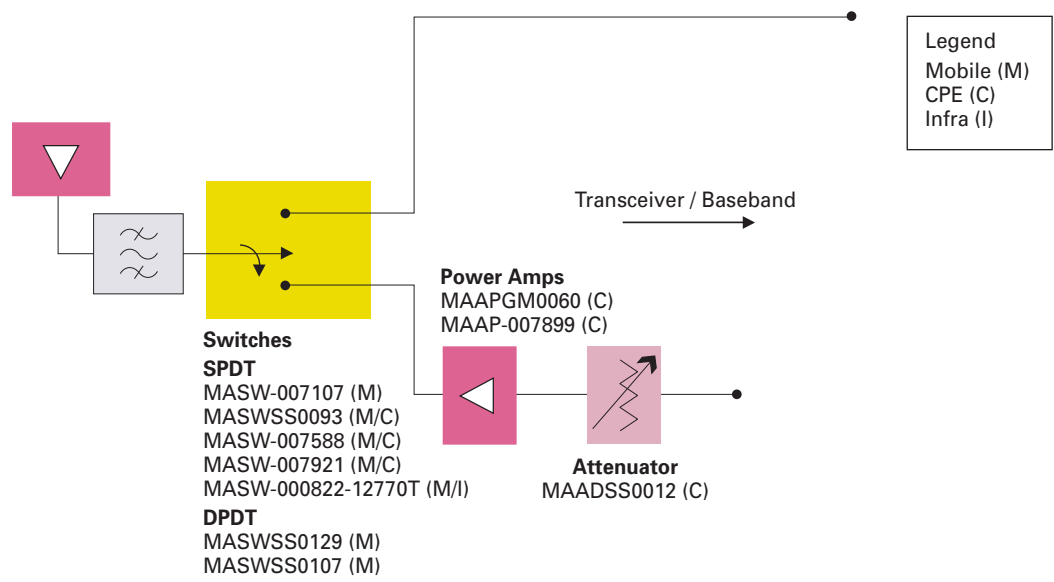 Legend
Mobile (M)
CPE (C)
Infra (I)
Transceiver / Baseband
Power Amps
MAAPGM0060 (C)
MAAP-007899 (C)
Switches
SPDT
MASW-007107 (M)
MASWSS0093 (M/C)
MASW-007588 (M/C)
MASW-007921 (M/C)
MASW-000822-12770T (M/I)
DPDT
MASWSS0129 (M)
MASWSS0107 (M)
Attenuator
MAADSS0012 (C)